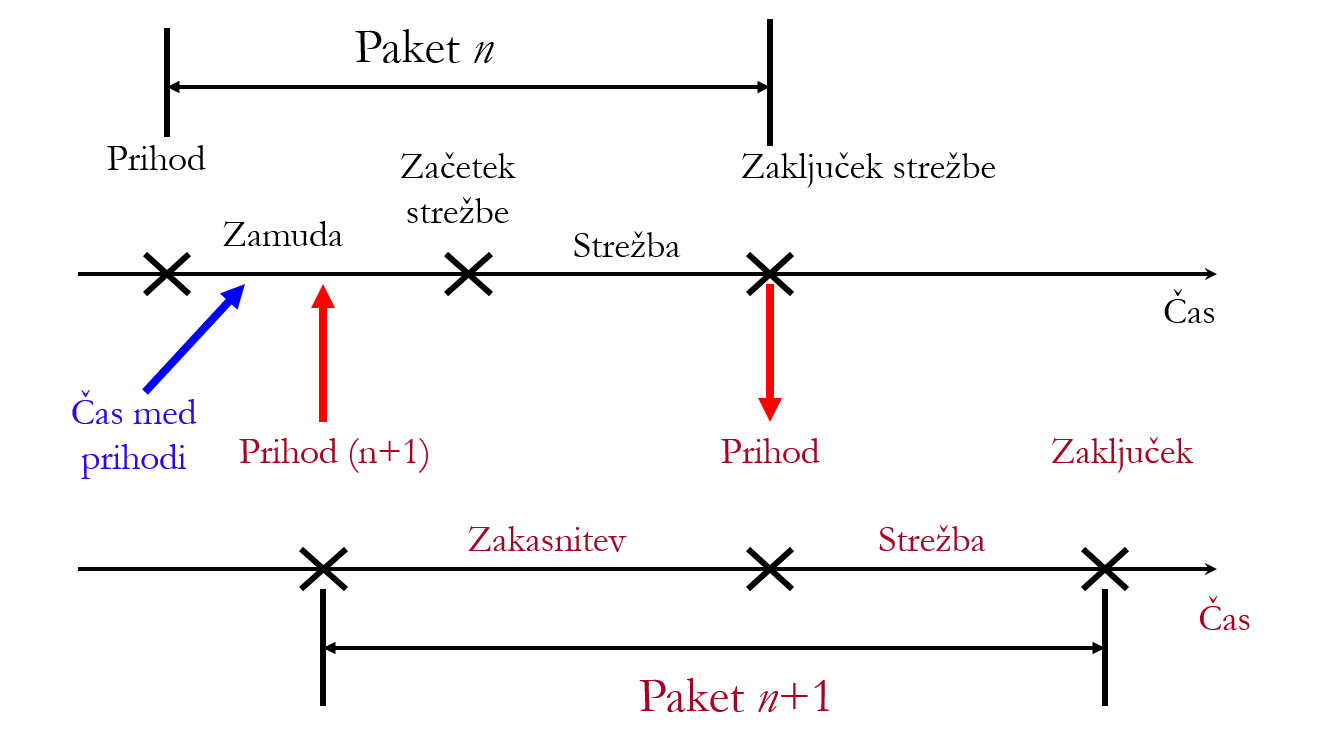 Paket n
Prihod
Začetek
strežbe
Zaključek strežbe
Zamuda
Strežba
Čas
Čas med
prihodi
Prihod (n+1)
Prihod
Zaključek
Zakasnitev
Strežba
Čas
Paket n+1